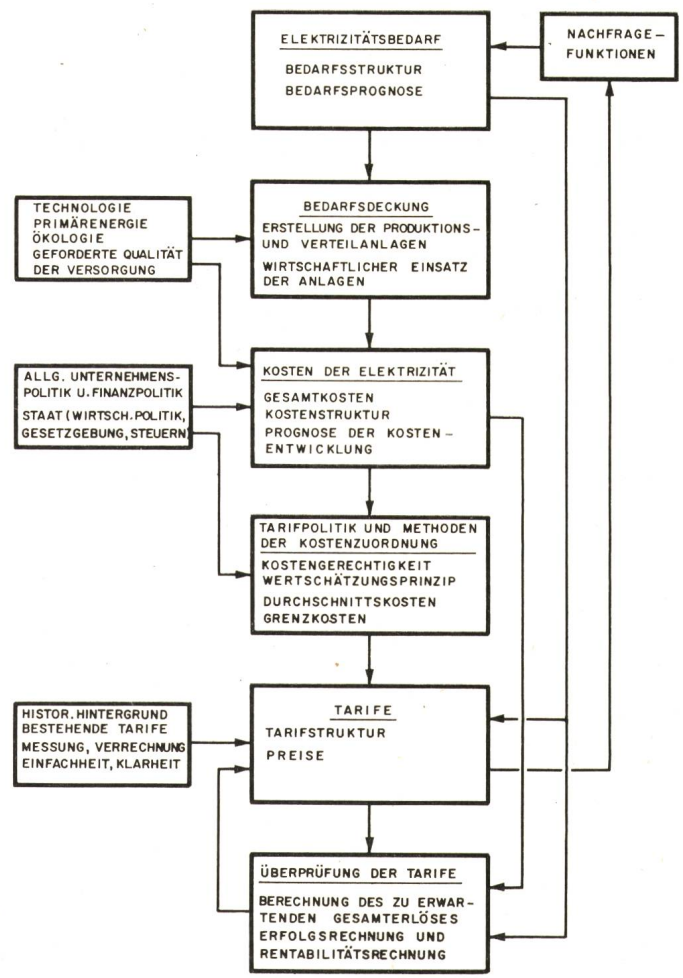 ELEKTRIZITÄTSBEDARF
BEDARFSSTRUKTUR
BEDARFSPROGNOSE
NACHFRAGE-
FUNKTIONEN
TECHNOLOGIE
PRIMÄRENERGIE
ÖKOLOGIE
GEFORDERTE QUALITÄT
DER VERSORGUNG
BEDARFSDECKUNG
ERSTELLUNG DER PRODUKTIONS-
UND VERTEILANLAGEN
WIRTSCHAFTLICHER EINSATZ
DER ANLAGEN
ALLG. UNTERNEHMENS-
POLITIK U. FINANZPOLITIK
STAAT (WIRTSCH. POLITIK,
GESETZGEBUNG, STEUERN)
KOSTEN DER ELEKTRIZITÄT
GESAMTKOSTEN
KOSTENSTRUKTUR
PROGNOSE DER KOSTEN-
ENTWICKLUNG
TARIFPOLITIK UND METHODEN
DER KOSTENZUORDNUNG
KOSTENGERECHTIGKEIT
WERTSCHÄTZUNGSPRINZIP
DURCHSCHNITTSKOSTEN
GRENZKOSTEN
HISTOR. HINTERGRUND
BESTEHENDE TARIFE
MESSUNG, VERRECHNUNG
EINFACHHEIT, KLARHEIT
TARIFE
TARIFSTRUKTUR
PREISE
ÜBERPRÜFUNG DER TARIFE
BERECHNUNG DES ZU ERWAR-
TENDEN GESAMTERLÖSES
ERFOLGSRECHNUNG UND
RENTABILITÄTSRECHNUNG